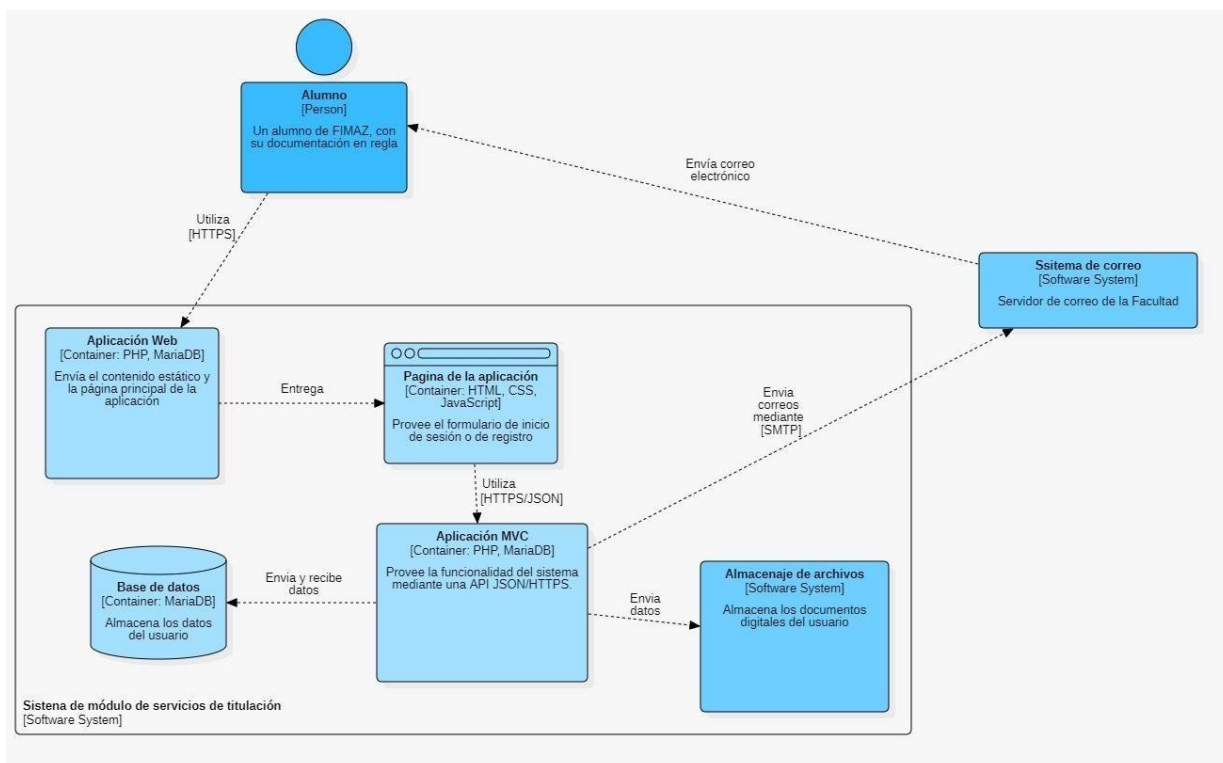 Alumno
[Person]
Un alumno de FIMAZ, con
su documentación en regla
Envía correo
electrónico
Utiliza
[HTTPS]
Ssitema de correo
[Software System]
Servidor de correo de la Facultad
Aplicación Web
[Container: PHP, MariaDB]
Envía el contenido estático y
la página principal de la
aplicación
Entrega
Pagina de la aplicación
[Container: HTML, CSS,
JavaScript]
Provee el formulario de inicio
de sesión o de registro
Envia
correos
mediante
[SMTP]
Utiliza
[HTTPS/JSON]
Aplicación MVC
[Container: PHP, MariaDB]
Provee la funcionalidad del sistema
mediante una API JSON/HTTPS.
Base de datos
[Container: MariaDB]
Almacena los datos
del usuario
Envia y recibe
datos
Envia
datos
Almacenaje de archivos
[Software System]
Almacena los documentos
digitales del usuario
Sistena de módulo de servicios de titulación
[Software System]